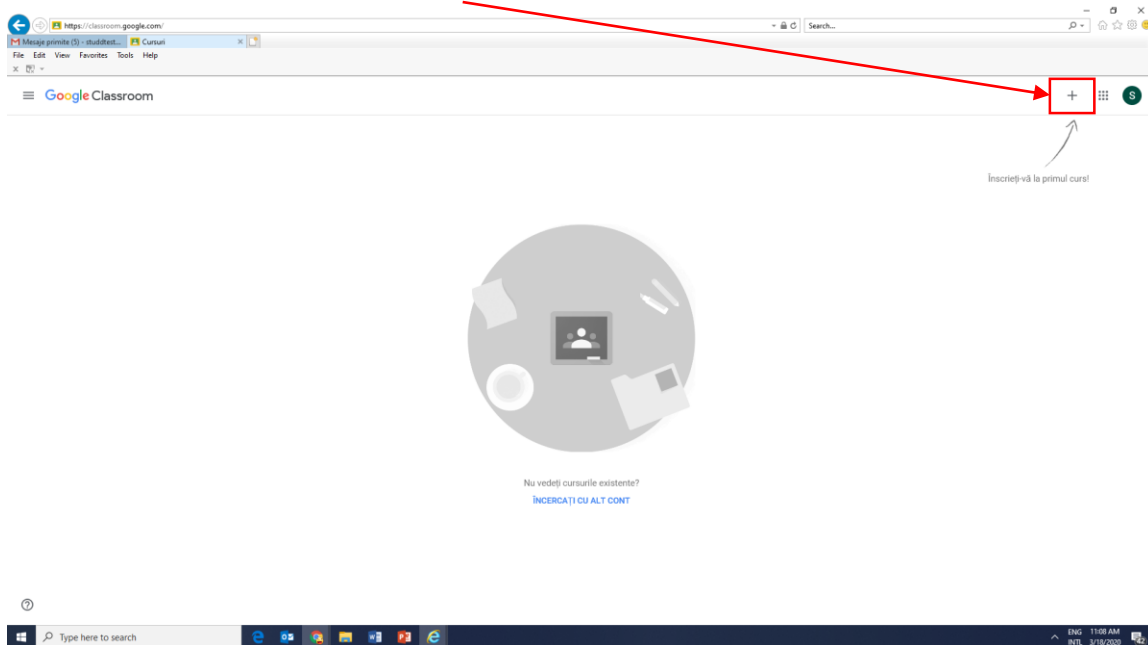 https://classroom.google.com/
Search...
Mesaje primite (5) - studdtest...
Cursuri
File Edit View Favorites Tools Help
Google Classroom
S
Înscrieți-vă la primul curs!
Nu vedeți cursurile existente?
ÎNCERCAȚI CU ALT CONT
Type here to search
ENG 11:08 AM
INTL 3/18/2020